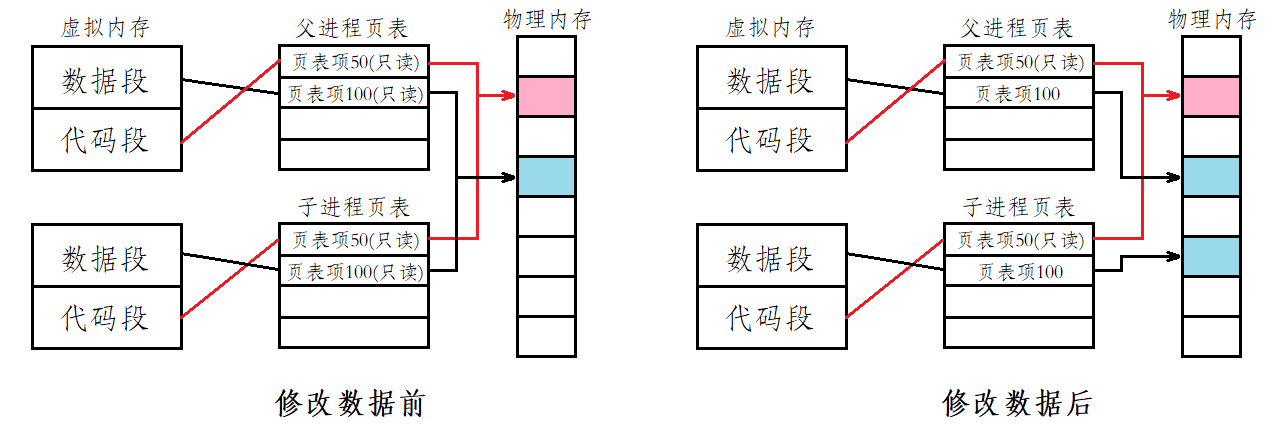 虚拟内存
父进程页表
物理内存
数据段
代码段
页表项50(只读)
页表项100(只读)
子进程页表
数据段
代码段
页表项50(只读)
页表项100(只读)
修改数据前
虚拟内存
父进程页表
物理内存
数据段
代码段
页表项50(只读)
页表项100
子进程页表
数据段
代码段
页表项50(只读)
页表项100
修改数据后